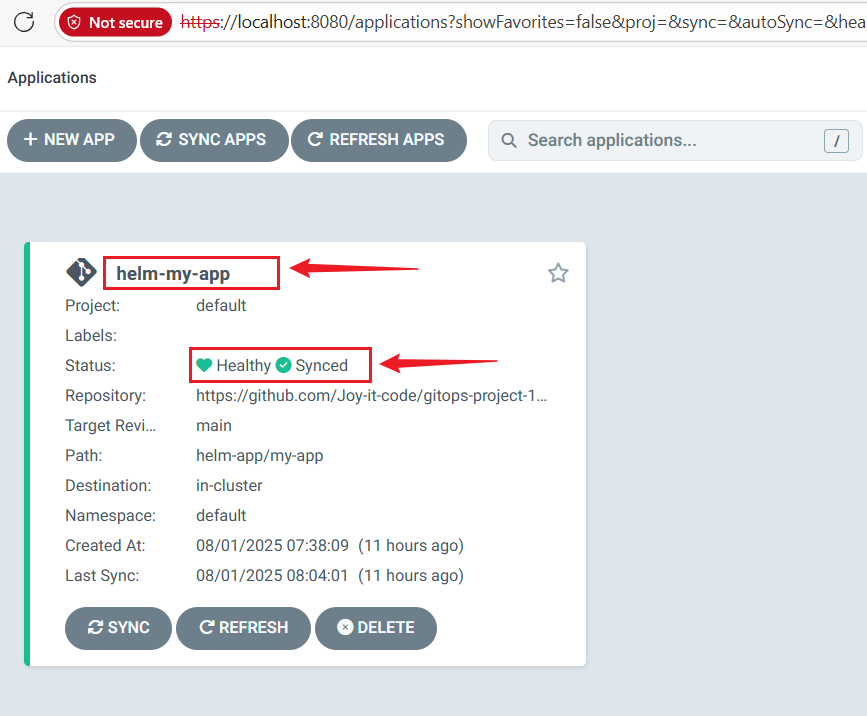 Not secure https://localhost:8080/applications?showFavorites=false&proj=&sync=&autoSync=&hea
Applications
NEW APP SYNC APPS REFRESH APPS Search applications... /
helm-my-app
Project: default
Labels:
Status: Healthy Synced
Repository: https://github.com/Joy-it-code/gitops-project-1...
Target Revi... main
Path: helm-app/my-app
Destination: in-cluster
Namespace: default
Created At: 08/01/2025 07:38:09 (11 hours ago)
Last Sync: 08/01/2025 08:04:01 (11 hours ago)
SYNC REFRESH DELETE